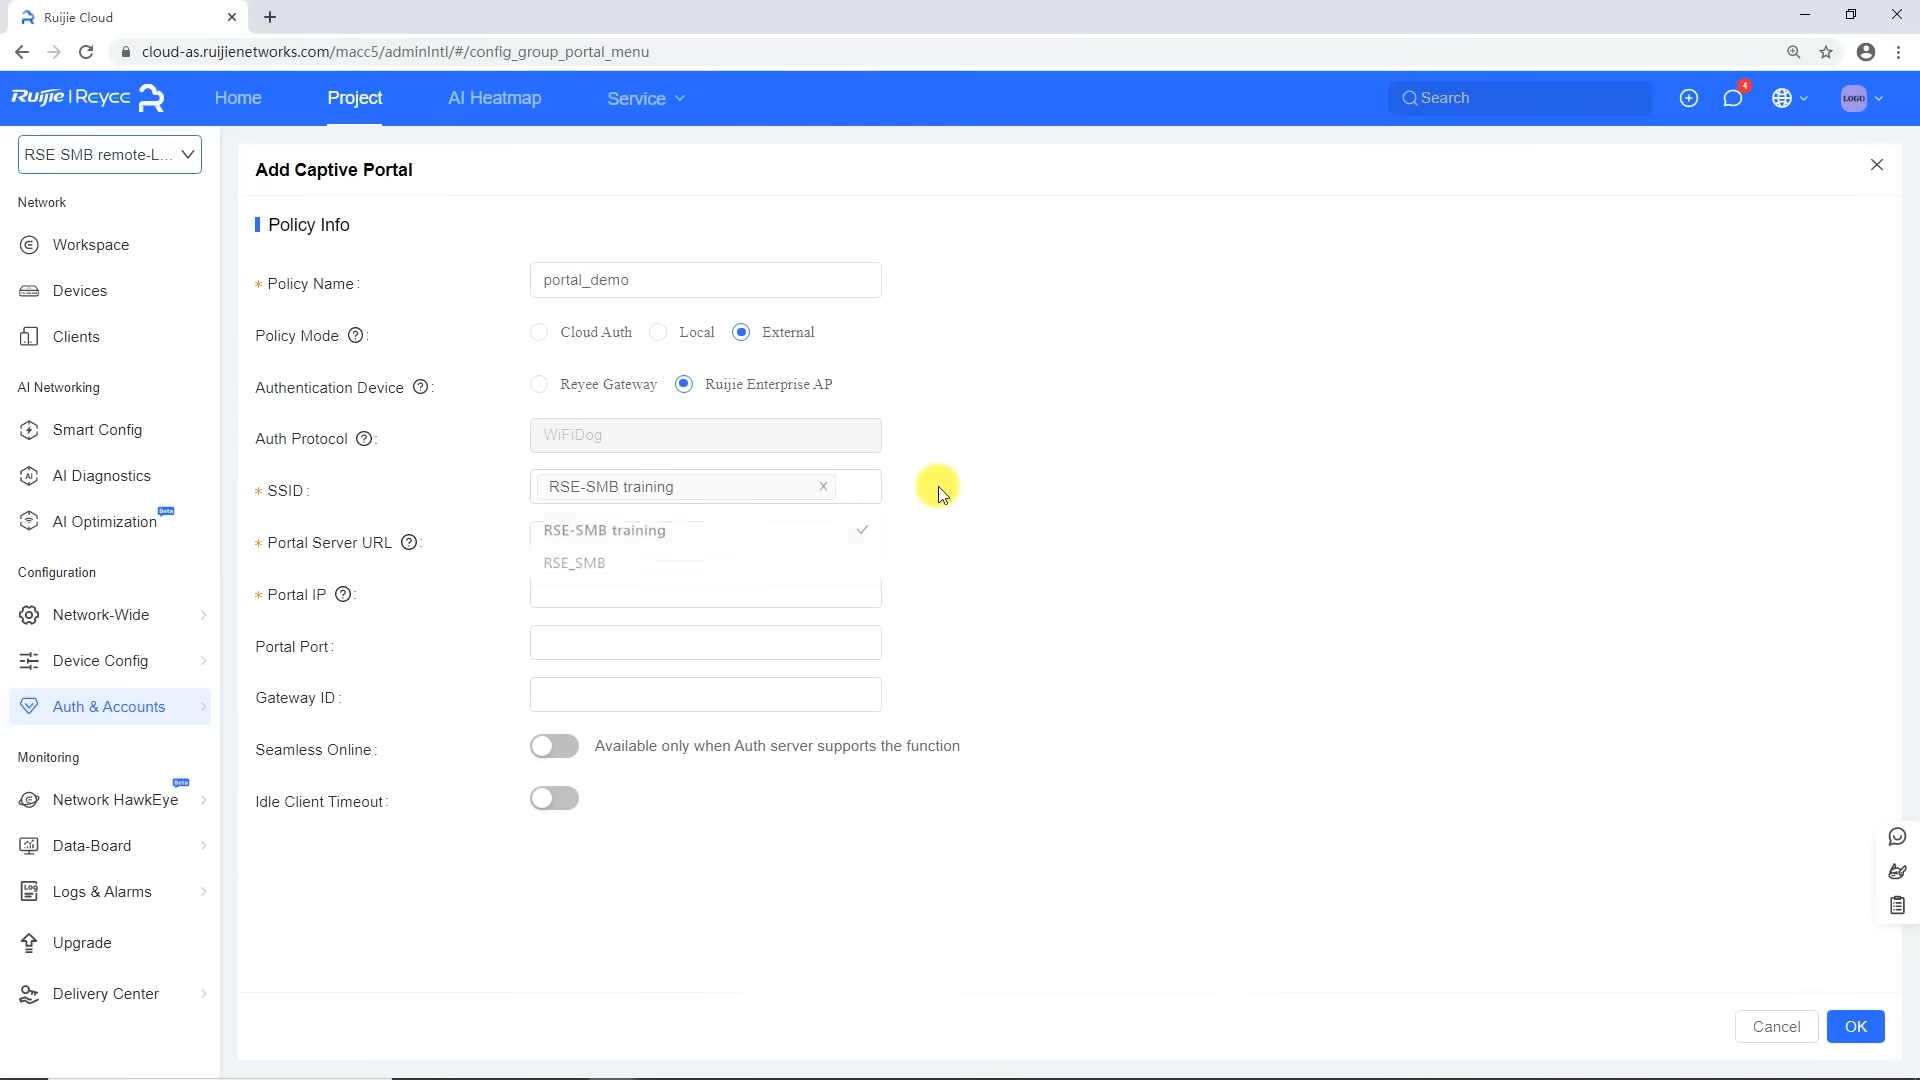 Ruijie Cloud
cloud-as.ruijienetworks.com/macc5/adminIntl/#/config_group_portal_menu
Ruijie | Reyee
Home
Project
AI Heatmap
Service
Search
4
LOGO
RSE SMB remote-L...
Network
Workspace
Devices
Clients
AI Networking
Smart Config
AI Diagnostics
AI Optimization
Beta
Configuration
Network-Wide
Device Config
Auth & Accounts
Monitoring
Network HawkEye
Beta
Data-Board
Logs & Alarms
Upgrade
Delivery Center
Add Captive Portal
Policy Info
* Policy Name:
portal_demo
Policy Mode ?:
Cloud Auth
Local
External
Authentication Device ?:
Reyee Gateway
Ruijie Enterprise AP
Auth Protocol ?:
WiFiDog
* SSID:
RSE-SMB training x
RSE-SMB training
RSE_SMB
* Portal Server URL ?:
* Portal IP ?:
Portal Port:
Gateway ID:
Seamless Online:
Available only when Auth server supports the function
Idle Client Timeout:
Cancel
OK